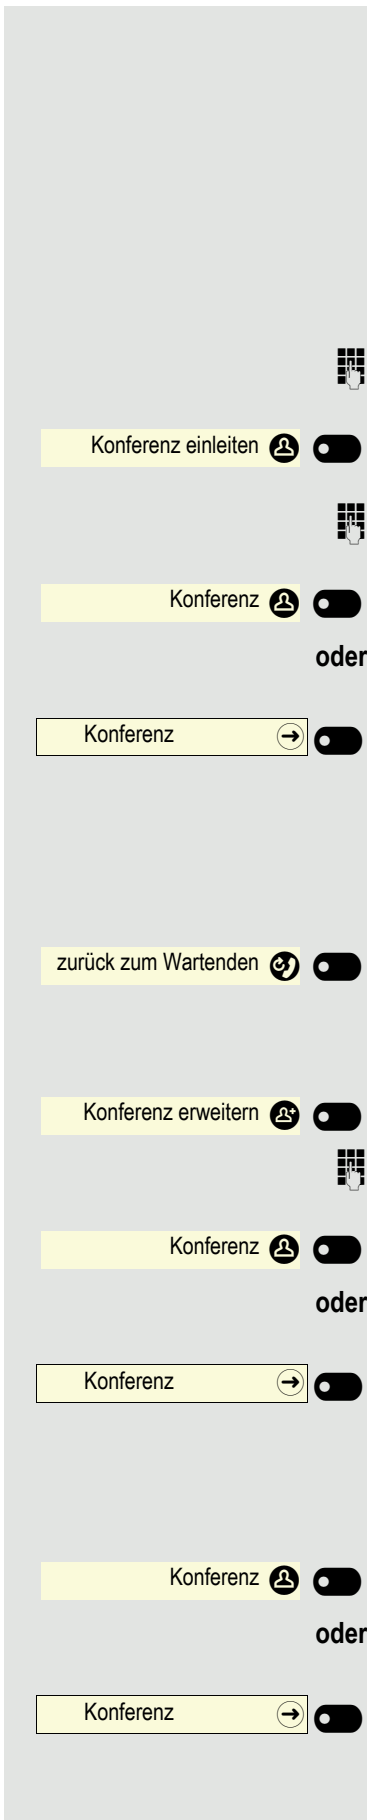 Konferenz einleiten
Konferenz
oder
Konferenz
zurück zum Wartenden
Konferenz erweitern
Konferenz
oder
Konferenz
Konferenz
oder
Konferenz